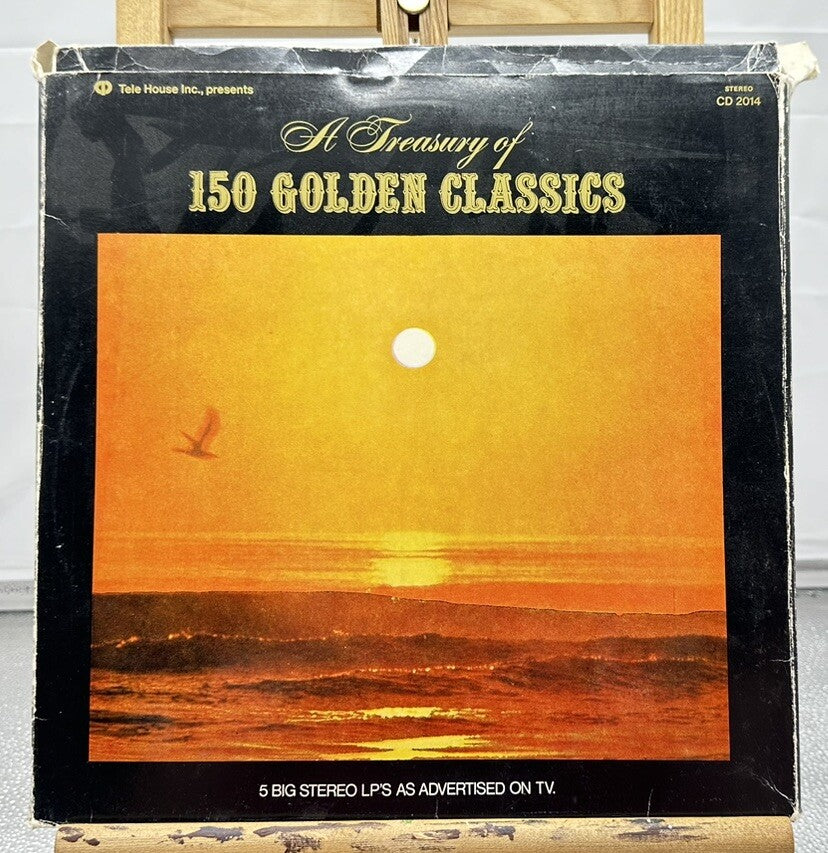 Tele House Inc., presents
STEREO
CD 2014
A Treasury of
150 GOLDEN CLASSICS
5 BIG STEREO LP'S AS ADVERTISED ON TV.